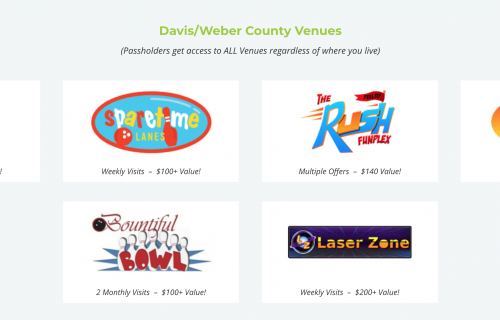 Davis/Weber County Venues
(Passholders get access to ALL Venues regardless of where you live)
sparetime
LANES
THE
RUSH
FUNPLEX
!
Weekly Visits – $100+ Value!
Multiple Offers – $140 Value!
Bountiful
BOWL
LZ Laser Zone
2 Monthly Visits – $100+ Value!
Weekly Visits – $200+ Value!